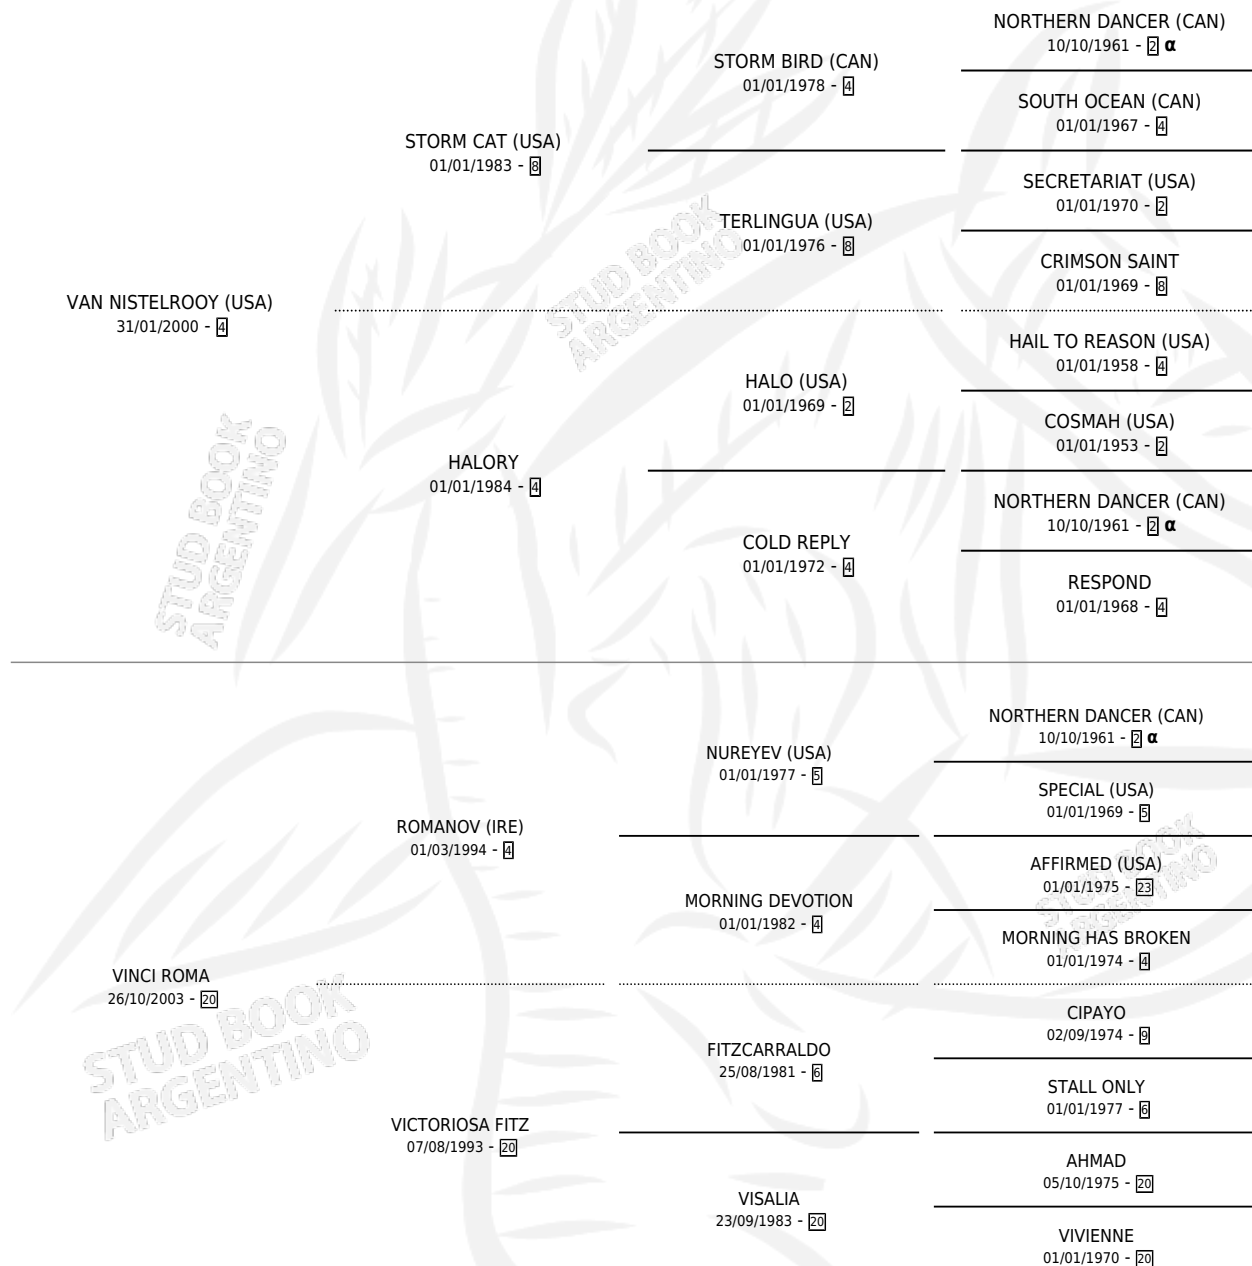 NORTHERN DANCER (CAN)
10/10/1961 - 2 α
STORM BIRD (CAN)
01/01/1978 - 4
SOUTH OCEAN (CAN)
01/01/1967 - 4
STORM CAT (USA)
01/01/1983 - 8
SECRETARIAT (USA)
01/01/1970 - 2
TERLINGUA (USA)
01/01/1976 - 8
CRIMSON SAINT
01/01/1969 - 8
STUD BOOK
ARGENTINO
VAN NISTELROOY (USA)
31/01/2000 - 4
HAIL TO REASON (USA)
01/01/1958 - 4
HALO (USA)
01/01/1969 - 2
COSMAH (USA)
01/01/1953 - 2
HALORY
01/01/1984 - 4
NORTHERN DANCER (CAN)
10/10/1961 - 2 α
COLD REPLY
01/01/1972 - 4
RESPOND
01/01/1968 - 4
STUD BOOK
ARGENTINO
NORTHERN DANCER (CAN)
10/10/1961 - 2 α
NUREYEV (USA)
01/01/1977 - 5
SPECIAL (USA)
01/01/1969 - 5
ROMANOV (IRE)
01/03/1994 - 4
AFFIRMED (USA)
01/01/1975 - 23
MORNING DEVOTION
01/01/1982 - 4
MORNING HAS BROKEN
01/01/1974 - 4
STUD BOOK
ARGENTINO
VINCI ROMA
26/10/2003 - 20
CIPAYO
02/09/1974 - 9
FITZCARRALDO
25/08/1981 - 6
STALL ONLY
01/01/1977 - 6
VICTORIOSA FITZ
07/08/1993 - 20
AHMAD
05/10/1975 - 20
VISALIA
23/09/1983 - 20
VIVIENNE
01/01/1970 - 20
STUD BOOK
ARGENTINO